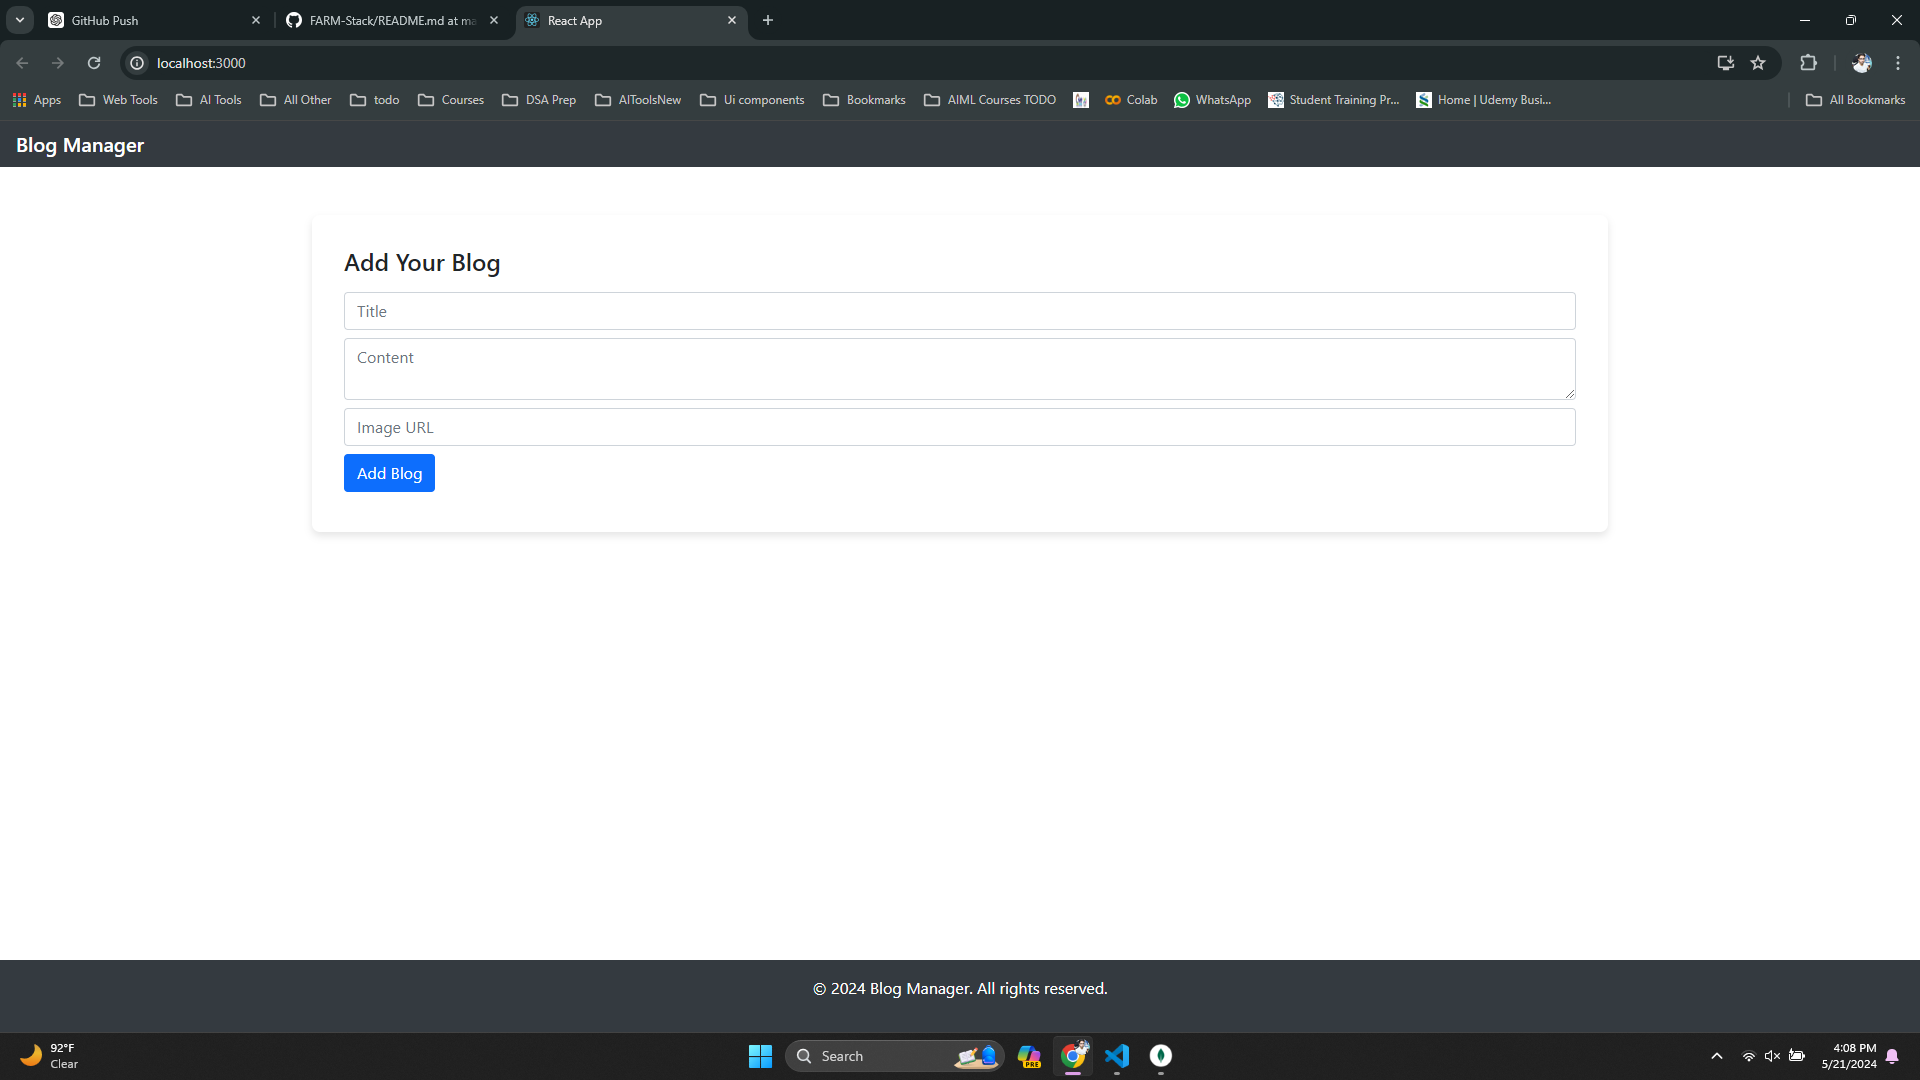 GitHub Push
FARM-Stack/README.md at ma
React App
localhost:3000
Apps
Web Tools
AI Tools
All Other
todo
Courses
DSA Prep
AIToolsNew
Ui components
Bookmarks
AIML Courses TODO
Colab
WhatsApp
Student Training Pr...
Home | Udemy Busi...
All Bookmarks
Blog Manager
Add Your Blog
Title
Content
Image URL
Add Blog
© 2024 Blog Manager. All rights reserved.
92°F
Clear
Search
PRE
4:08 PM
5/21/2024